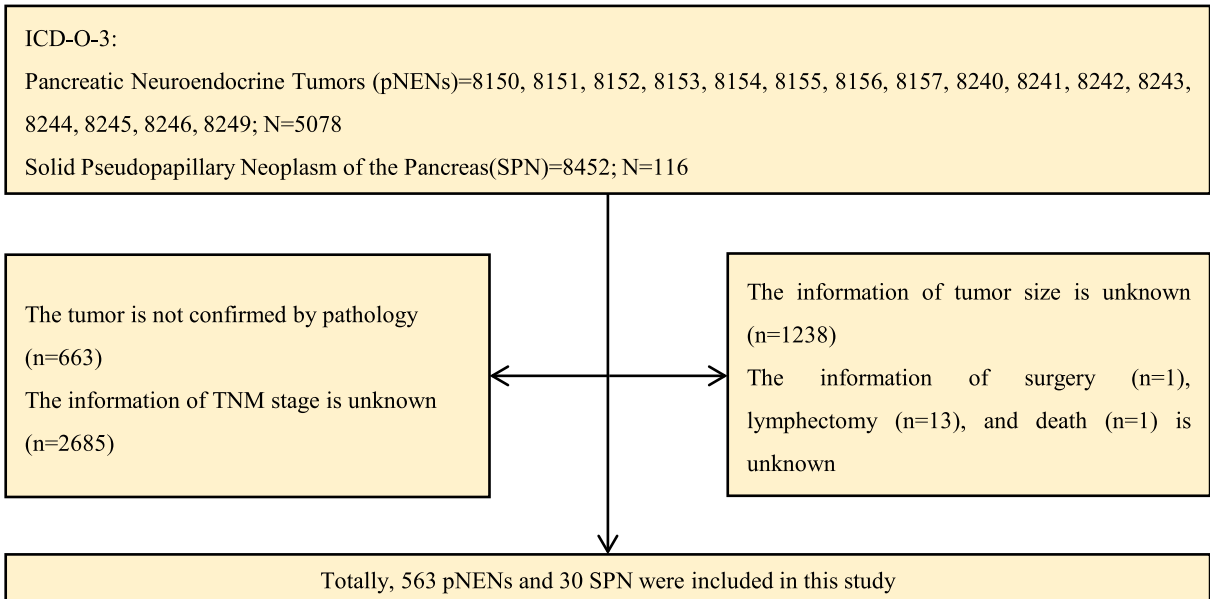 ICD-O-3:
Pancreatic Neuroendocrine Tumors (pNENs)=8150, 8151, 8152, 8153, 8154, 8155, 8156, 8157, 8240, 8241, 8242, 8243,
8244, 8245, 8246, 8249; N=5078
Solid Pseudopapillary Neoplasm of the Pancreas(SPN)=8452; N=116
The tumor is not confirmed by pathology
(n=663)
The information of TNM stage is unknown
(n=2685)
The information of tumor size is unknown
(n=1238)
The information of surgery (n=1),
lymphectomy (n=13), and death (n=1) is
unknown
Totally, 563 pNENs and 30 SPN were included in this study